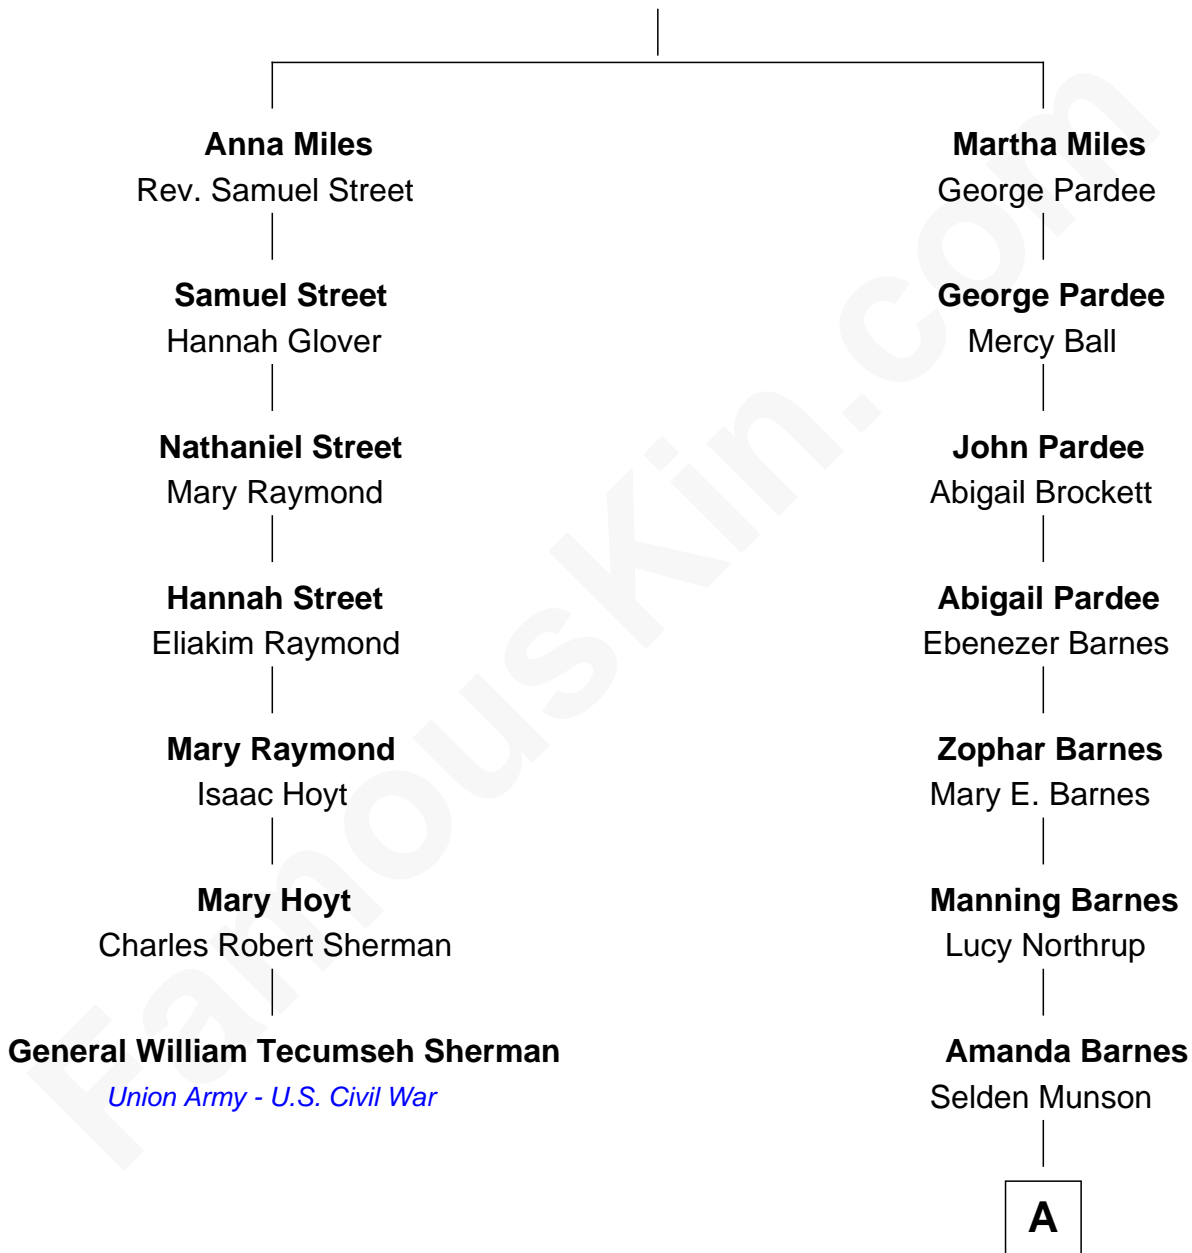 Anna Miles
Rev. Samuel Street
Samuel Street
Hannah Glover
Nathaniel Street
Mary Raymond
Hannah Street
Eliakim Raymond
Mary Raymond
Isaac Hoyt
Mary Hoyt
Charles Robert Sherman
General William Tecumseh Sherman
Union Army - U.S. Civil War
Martha Miles
George Pardee
George Pardee
Mercy Ball
John Pardee
Abigail Brockett
Abigail Pardee
Ebenezer Barnes
Zophar Barnes
Mary E. Barnes
Manning Barnes
Lucy Northrup
Amanda Barnes
Selden Munson
A
FamousKin.com